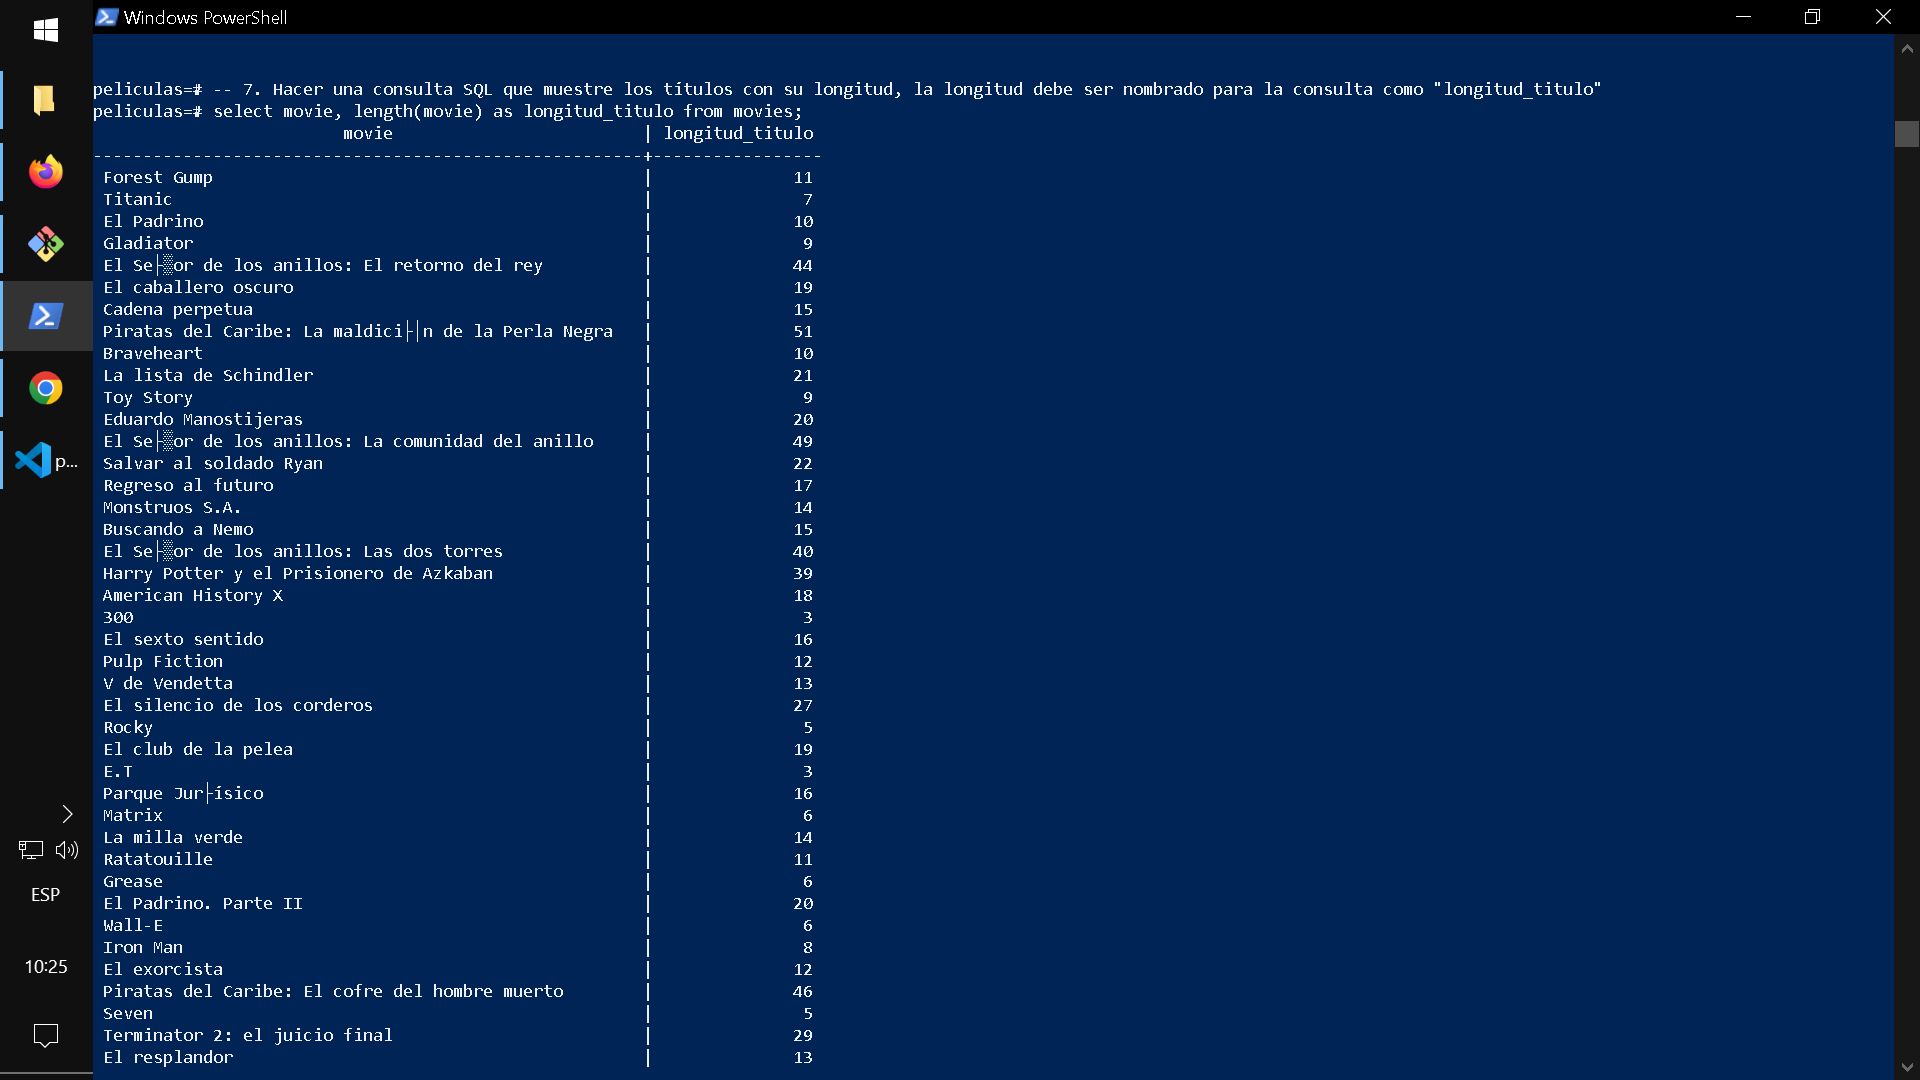 Windows PowerShell
peliculas=# -- 7. Hacer una consulta SQL que muestre los títulos con su longitud, la longitud debe ser nombrado para la consulta como "longitud_titulo"
peliculas=# select movie, length(movie) as longitud_titulo from movies;
movie | longitud_titulo
-------------------------------------------------------+-----------------
Forest Gump | 11
Titanic | 7
El Padrino | 10
Gladiator | 9
El Se├▒or de los anillos: El retorno del rey | 44
El caballero oscuro | 19
Cadena perpetua | 15
Piratas del Caribe: La maldici├│n de la Perla Negra | 51
Braveheart | 10
La lista de Schindler | 21
Toy Story | 9
Eduardo Manostijeras | 20
El Se├▒or de los anillos: La comunidad del anillo | 49
Salvar al soldado Ryan | 22
Regreso al futuro | 17
Monstruos S.A. | 14
Buscando a Nemo | 15
El Se├▒or de los anillos: Las dos torres | 40
Harry Potter y el Prisionero de Azkaban | 39
American History X | 18
300 | 3
El sexto sentido | 16
Pulp Fiction | 12
V de Vendetta | 13
El silencio de los corderos | 27
Rocky | 5
El club de la pelea | 19
E.T | 3
Parque Jur├ísico | 16
Matrix | 6
La milla verde | 14
Ratatouille | 11
Grease | 6
El Padrino. Parte II | 20
Wall-E | 6
Iron Man | 8
El exorcista | 12
Piratas del Caribe: El cofre del hombre muerto | 46
Seven | 5
Terminator 2: el juicio final | 29
El resplandor | 13
p...
ESP
10:25